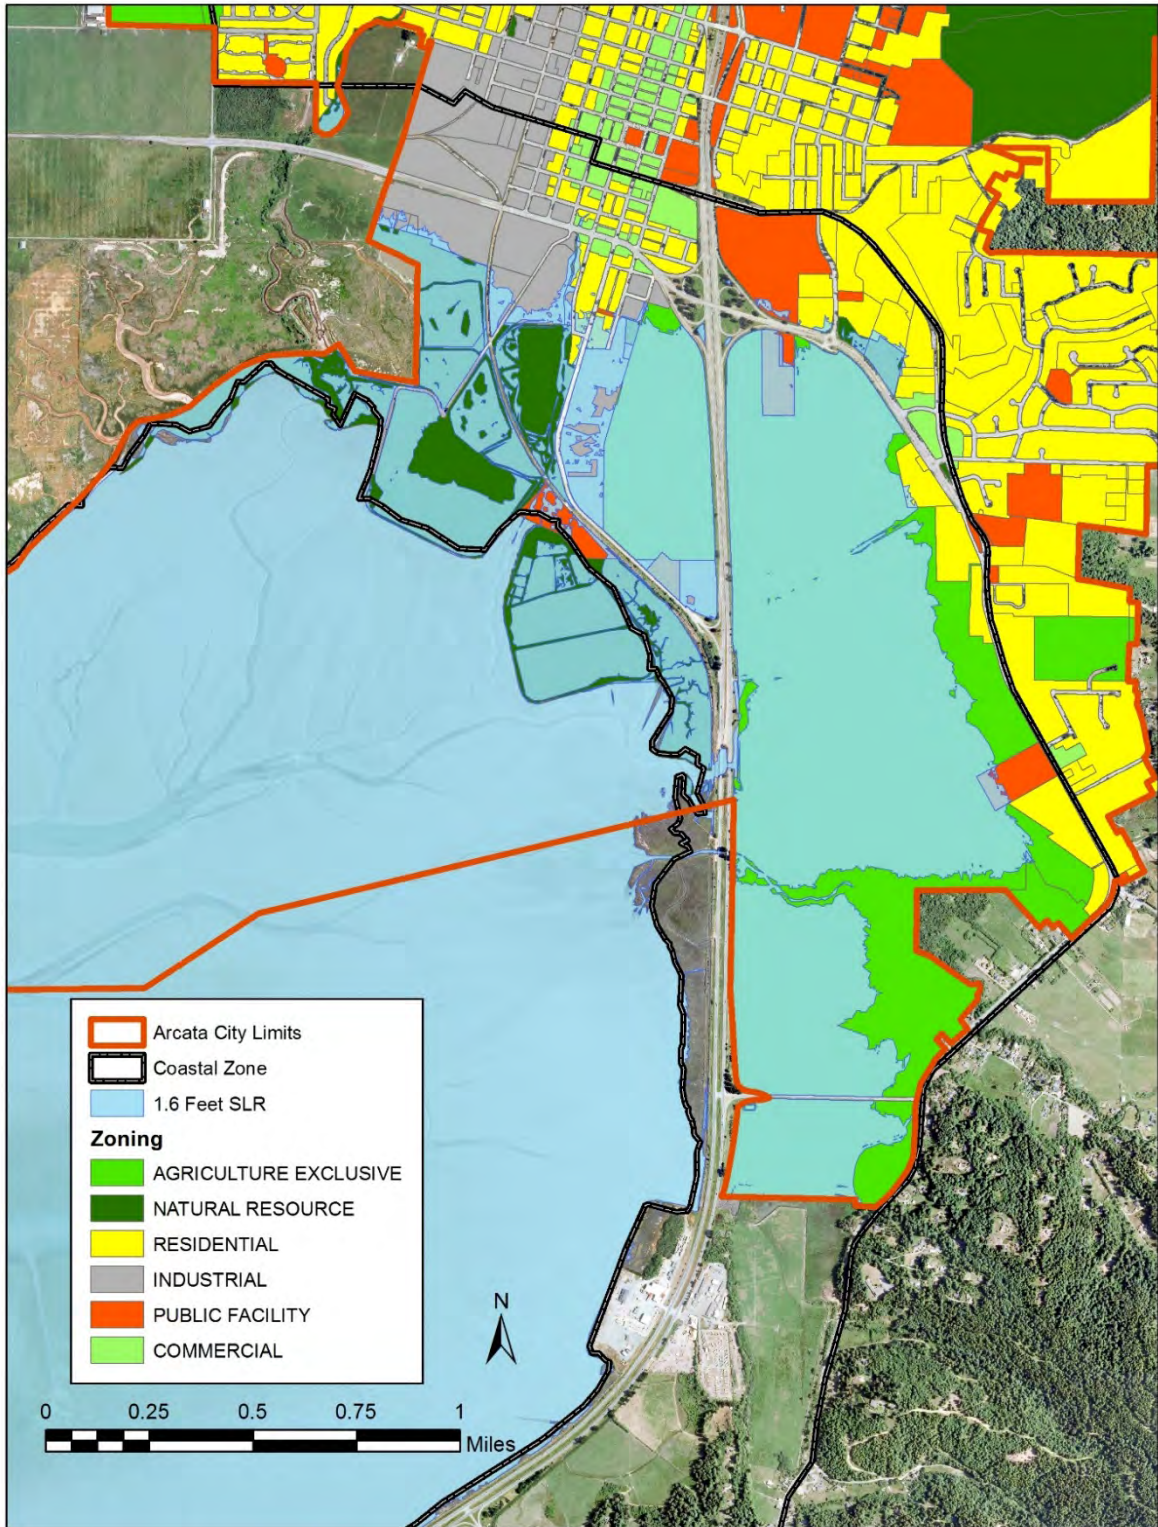 Arcata City Limits
Coastal Zone
1.6 Feet SLR
Zoning
AGRICULTURE EXCLUSIVE
NATURAL RESOURCE
RESIDENTIAL
INDUSTRIAL
PUBLIC FACILITY
COMMERCIAL
N
0 0.25 0.5 0.75 1
Miles